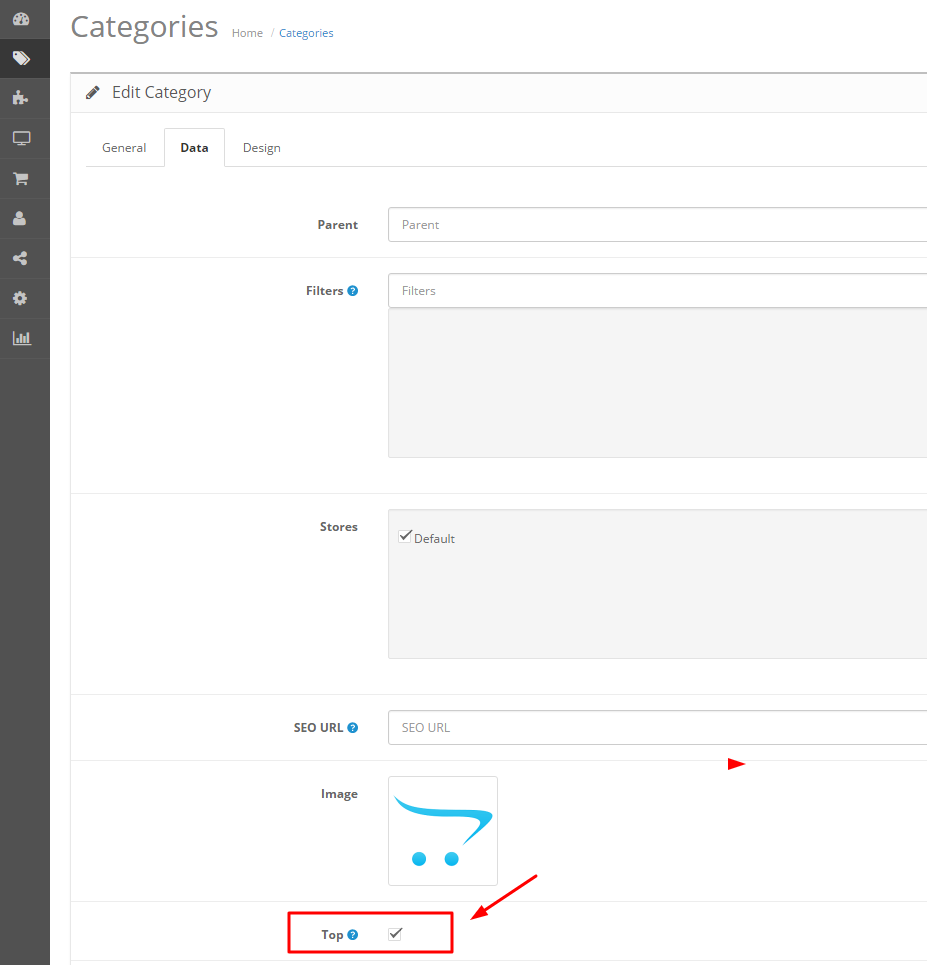 Categories Home / Categories
Edit Category
General Data Design
Parent Parent
Filters ? Filters
Stores Default
SEO URL ? SEO URL
Image
Top ?